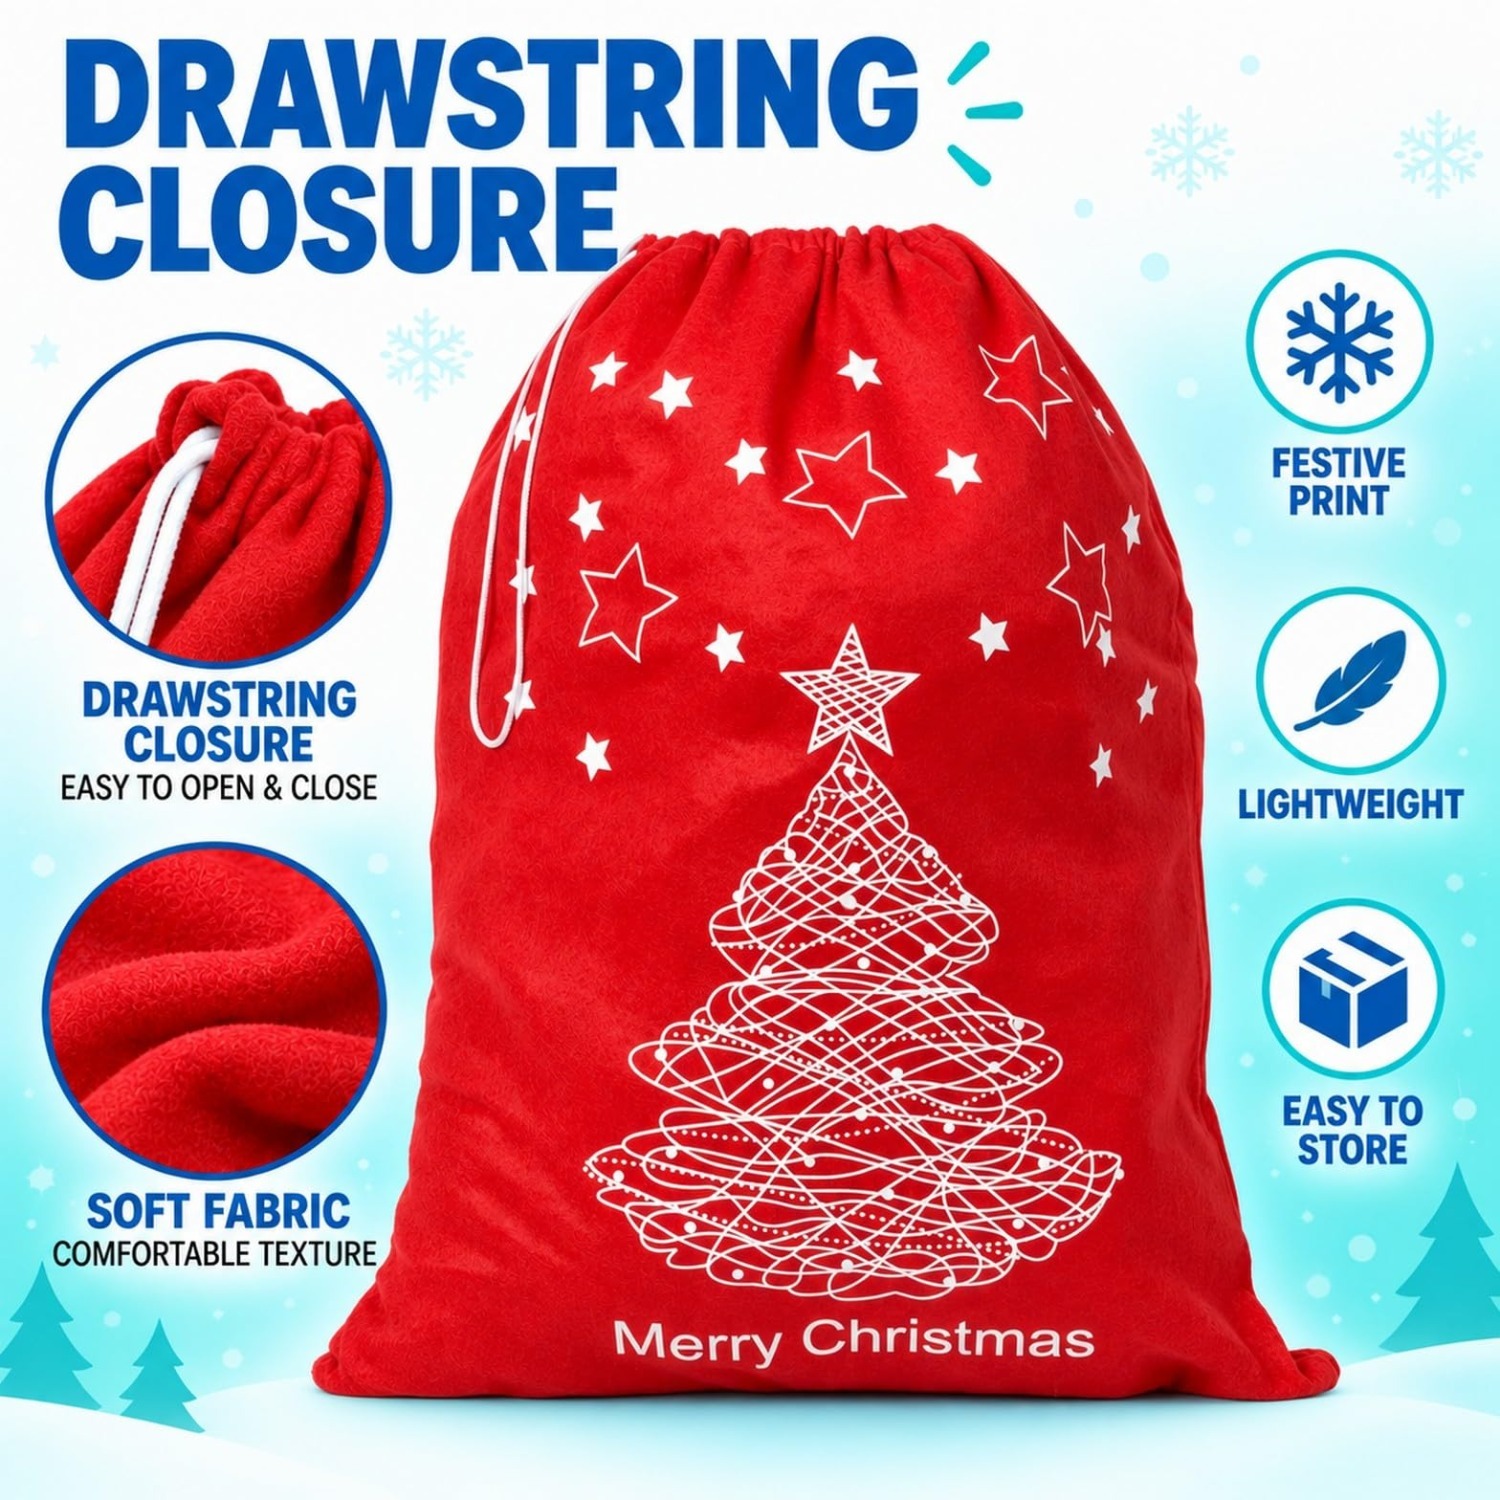 DRAWSTRING
CLOSURE
DRAWSTRING
CLOSURE
EASY TO OPEN & CLOSE
SOFT FABRIC
COMFORTABLE TEXTURE
FESTIVE
PRINT
LIGHTWEIGHT
EASY TO
STORE
Merry Christmas